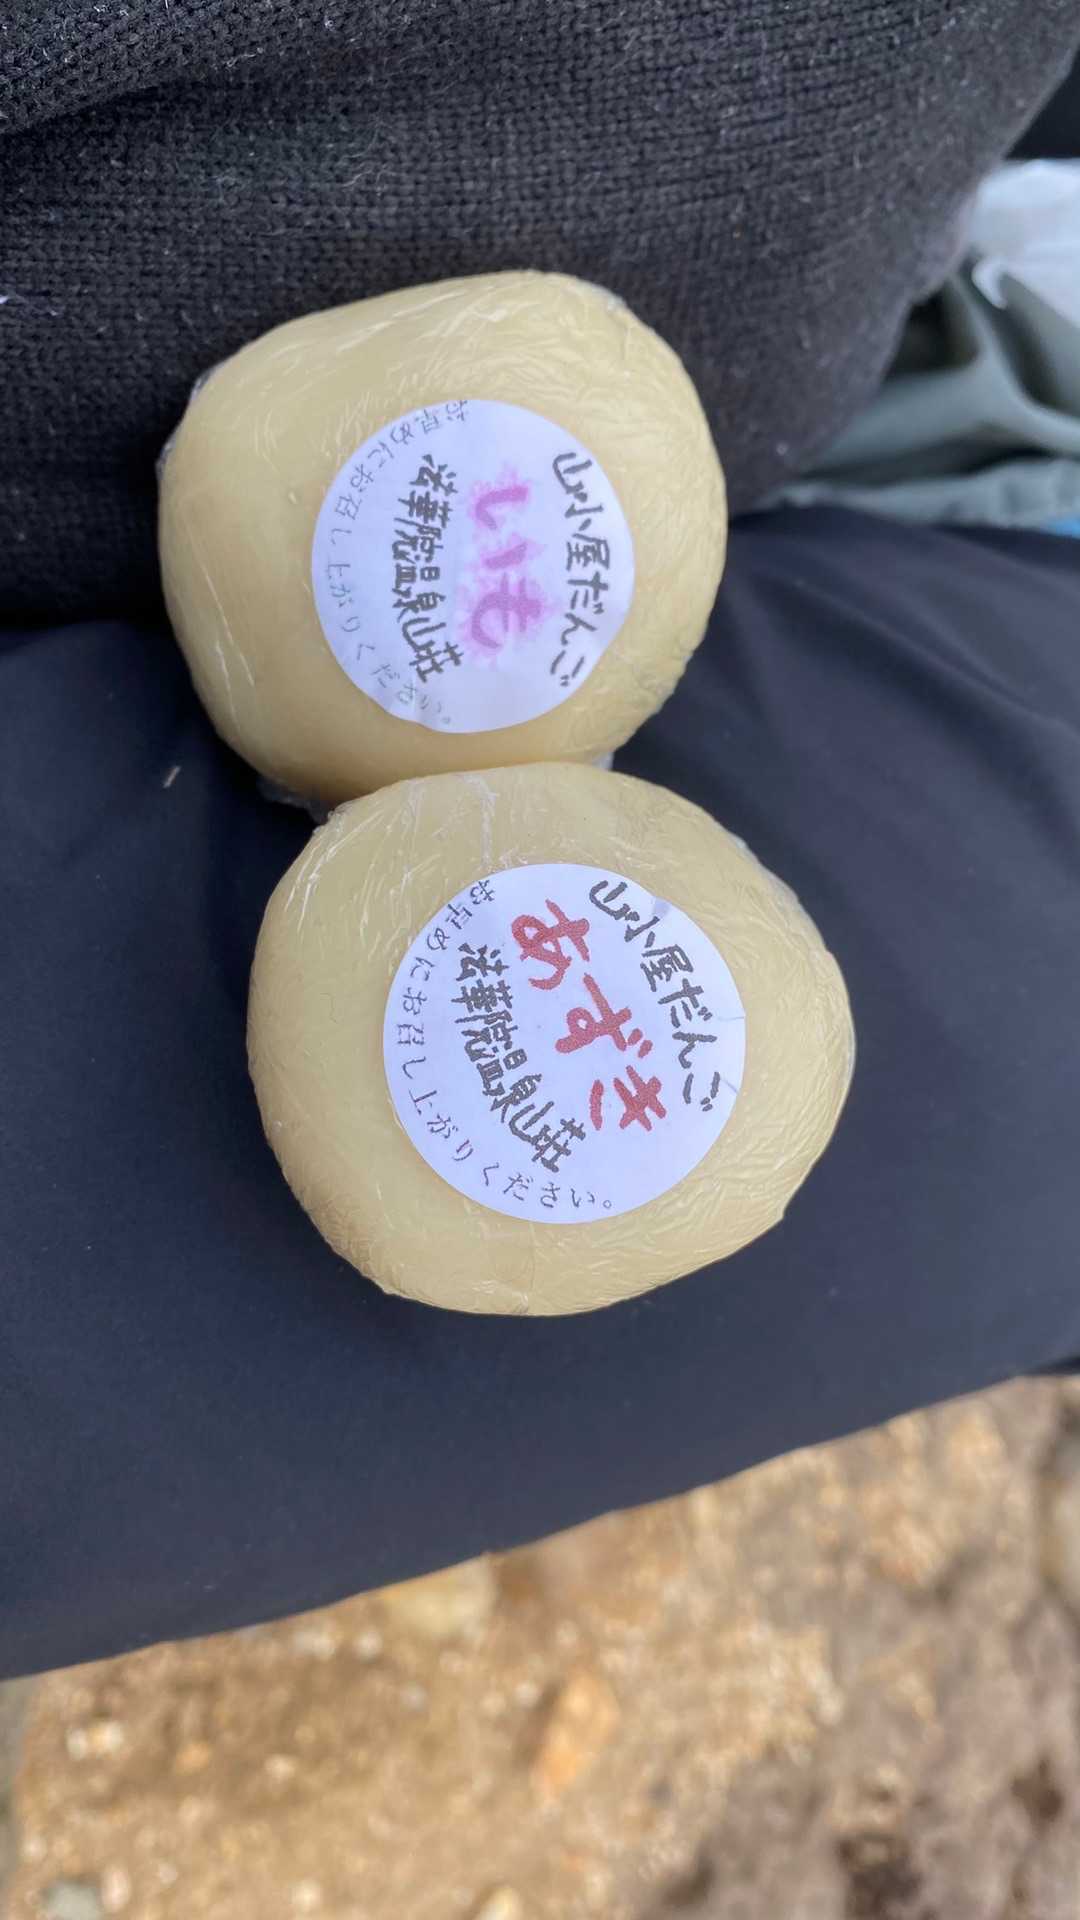 山小屋だんご
いも
法華院温泉山荘
お早めにお召し上がりください。
山小屋だんご
あずき
法華院温泉山荘
お早めにお召し上がりください。